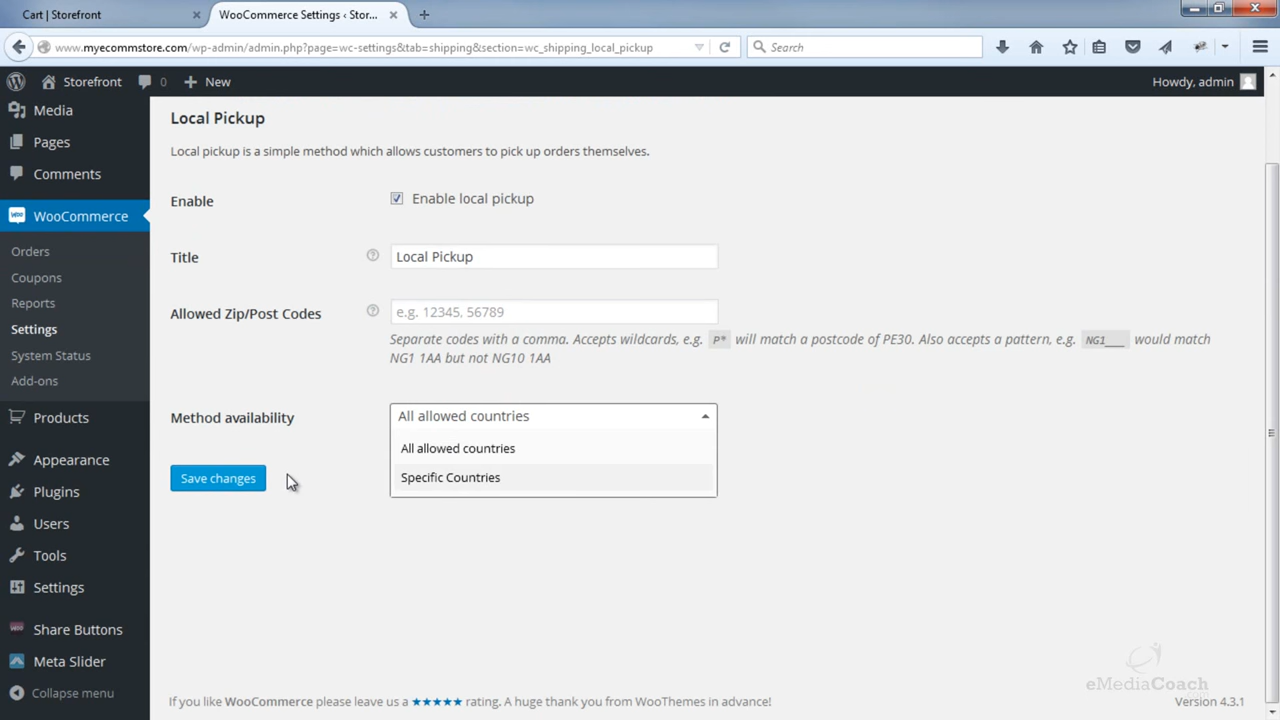 Cart | Storefront
WooCommerce Settings ‹ Stor...
www.myecommstore.com/wp-admin/admin.php?page=wc-settings&tab=shipping&section=wc_shipping_local_pickup
Search
Storefront
0
New
Howdy, admin
Media
Pages
Comments
WooCommerce
Orders
Coupons
Reports
Settings
System Status
Add-ons
Products
Appearance
Plugins
Users
Tools
Settings
Share Buttons
Meta Slider
Collapse menu
Local Pickup
Local pickup is a simple method which allows customers to pick up orders themselves.
Enable
Enable local pickup
Title
Local Pickup
Allowed Zip/Post Codes
e.g. 12345, 56789
Separate codes with a comma. Accepts wildcards, e.g. P* will match a postcode of PE30. Also accepts a pattern, e.g. NG1___ would match
NG1 1AA but not NG10 1AA
Method availability
All allowed countries
All allowed countries
Specific Countries
Save changes
eMediaCoach
If you like WooCommerce please leave us a ★★★★★ rating. A huge thank you from WooThemes in advance!
Version 4.3.1